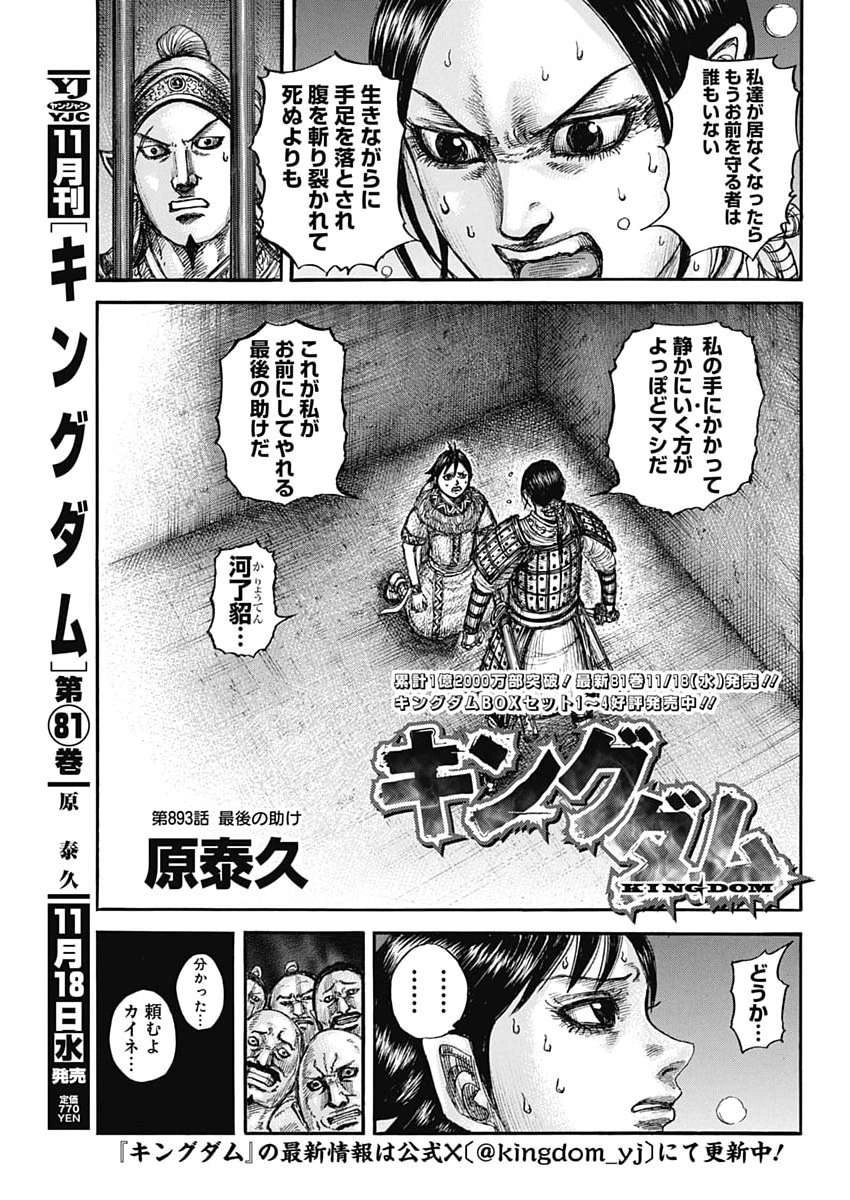 私達が居なくなったら
もうお前を守る者は
誰もいない
生きながらに
手足を落とされ
腹を斬り裂かれて
死ぬよりも
私の手にかかって
静かにいく方が
よっぽどマシだ
これが私が
お前にしてやれる
最後の助けだ
河了貂…
か りょうてん
累計1億2000万部突破！最新81巻11/18(水)発売!!
キングダムBOXセット1〜4好評発売中!!
キングダム
KINGDOM
第893話 最後の助け
原泰久
どうか…
………
………
分かった…
頼むよ
カイネ…
YJ
ヤンジャン
YJC
11月刊
[キングダム]第81巻
原 泰久
11月18日水発売
定価
770
YEN
『キングダム』の最新情報は公式X(@kingdom_yj)にて更新中！